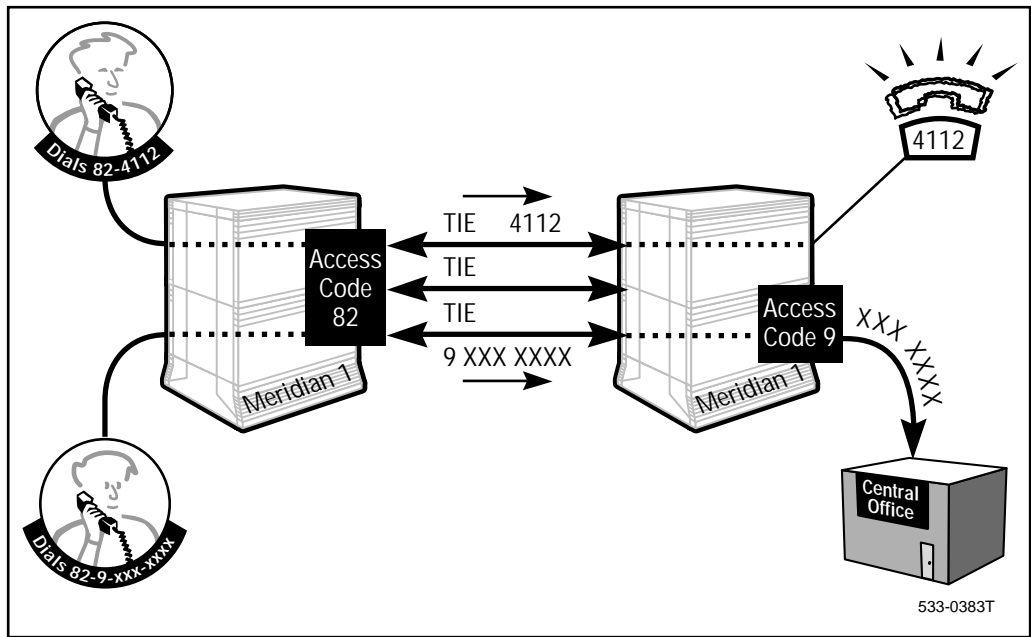 Dials 82-4112
4112
TIE 4112
TIE
TIE
9 XXX XXXX
Access
Code
82
Meridian 1
Access
Code 9
Meridian 1
XXX XXXX
Dials 82-9-xxx-xxxx
Central
Office
533-0383T